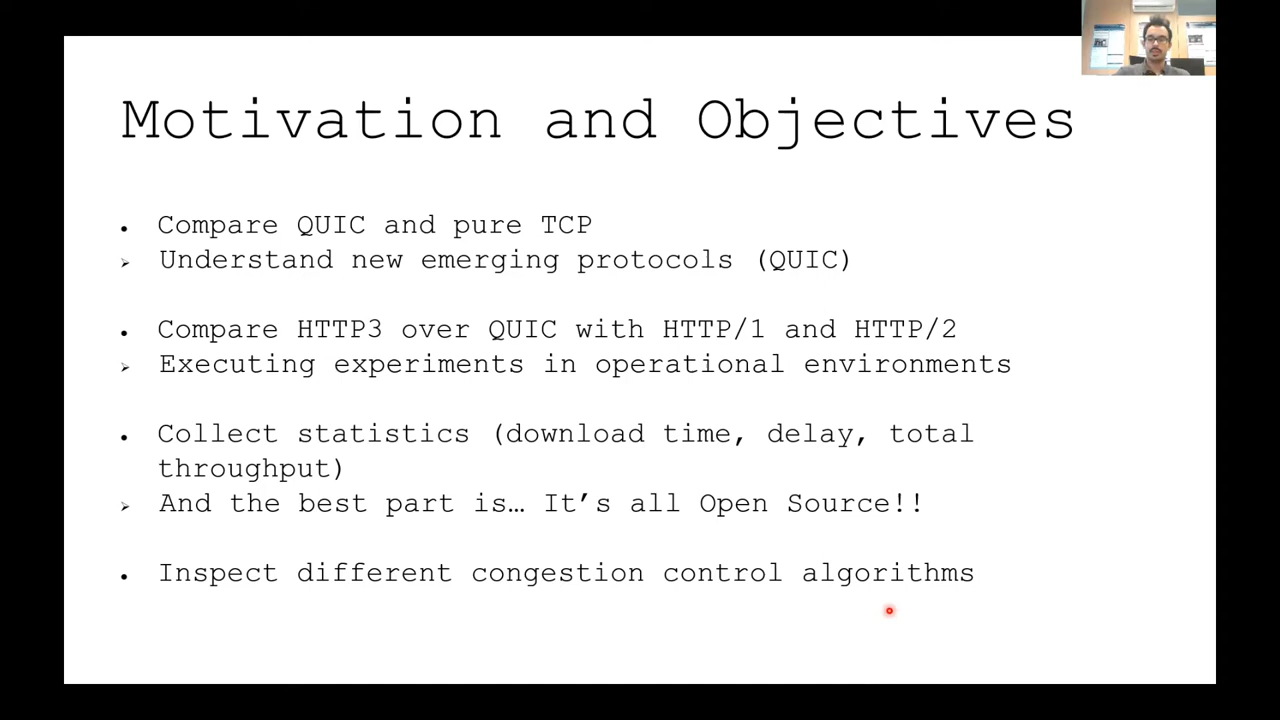 Motivation and Objectives
• Compare QUIC and pure TCP
➢ Understand new emerging protocols (QUIC)
• Compare HTTP3 over QUIC with HTTP/1 and HTTP/2
➢ Executing experiments in operational environments
• Collect statistics (download time, delay, total
throughput)
➢ And the best part is… It’s all Open Source!!
• Inspect different congestion control algorithms